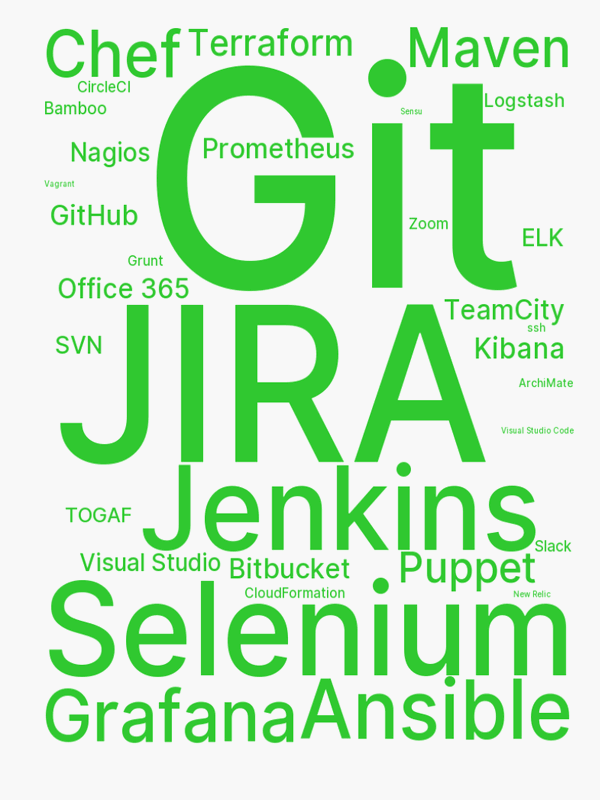 Chef
Terraform
Maven
CircleCI
Bamboo
Git
Logstash
Sensu
Nagios
Prometheus
Vagrant
GitHub
Zoom
ELK
Grunt
Office 365
JIRA
TeamCity
ssh
SVN
Kibana
ArchiMate
Visual Studio Code
Jenkins
TOGAF
Slack
Visual Studio
Bitbucket
Puppet
CloudFormation
New Relic
Selenium
Grafana
Ansible